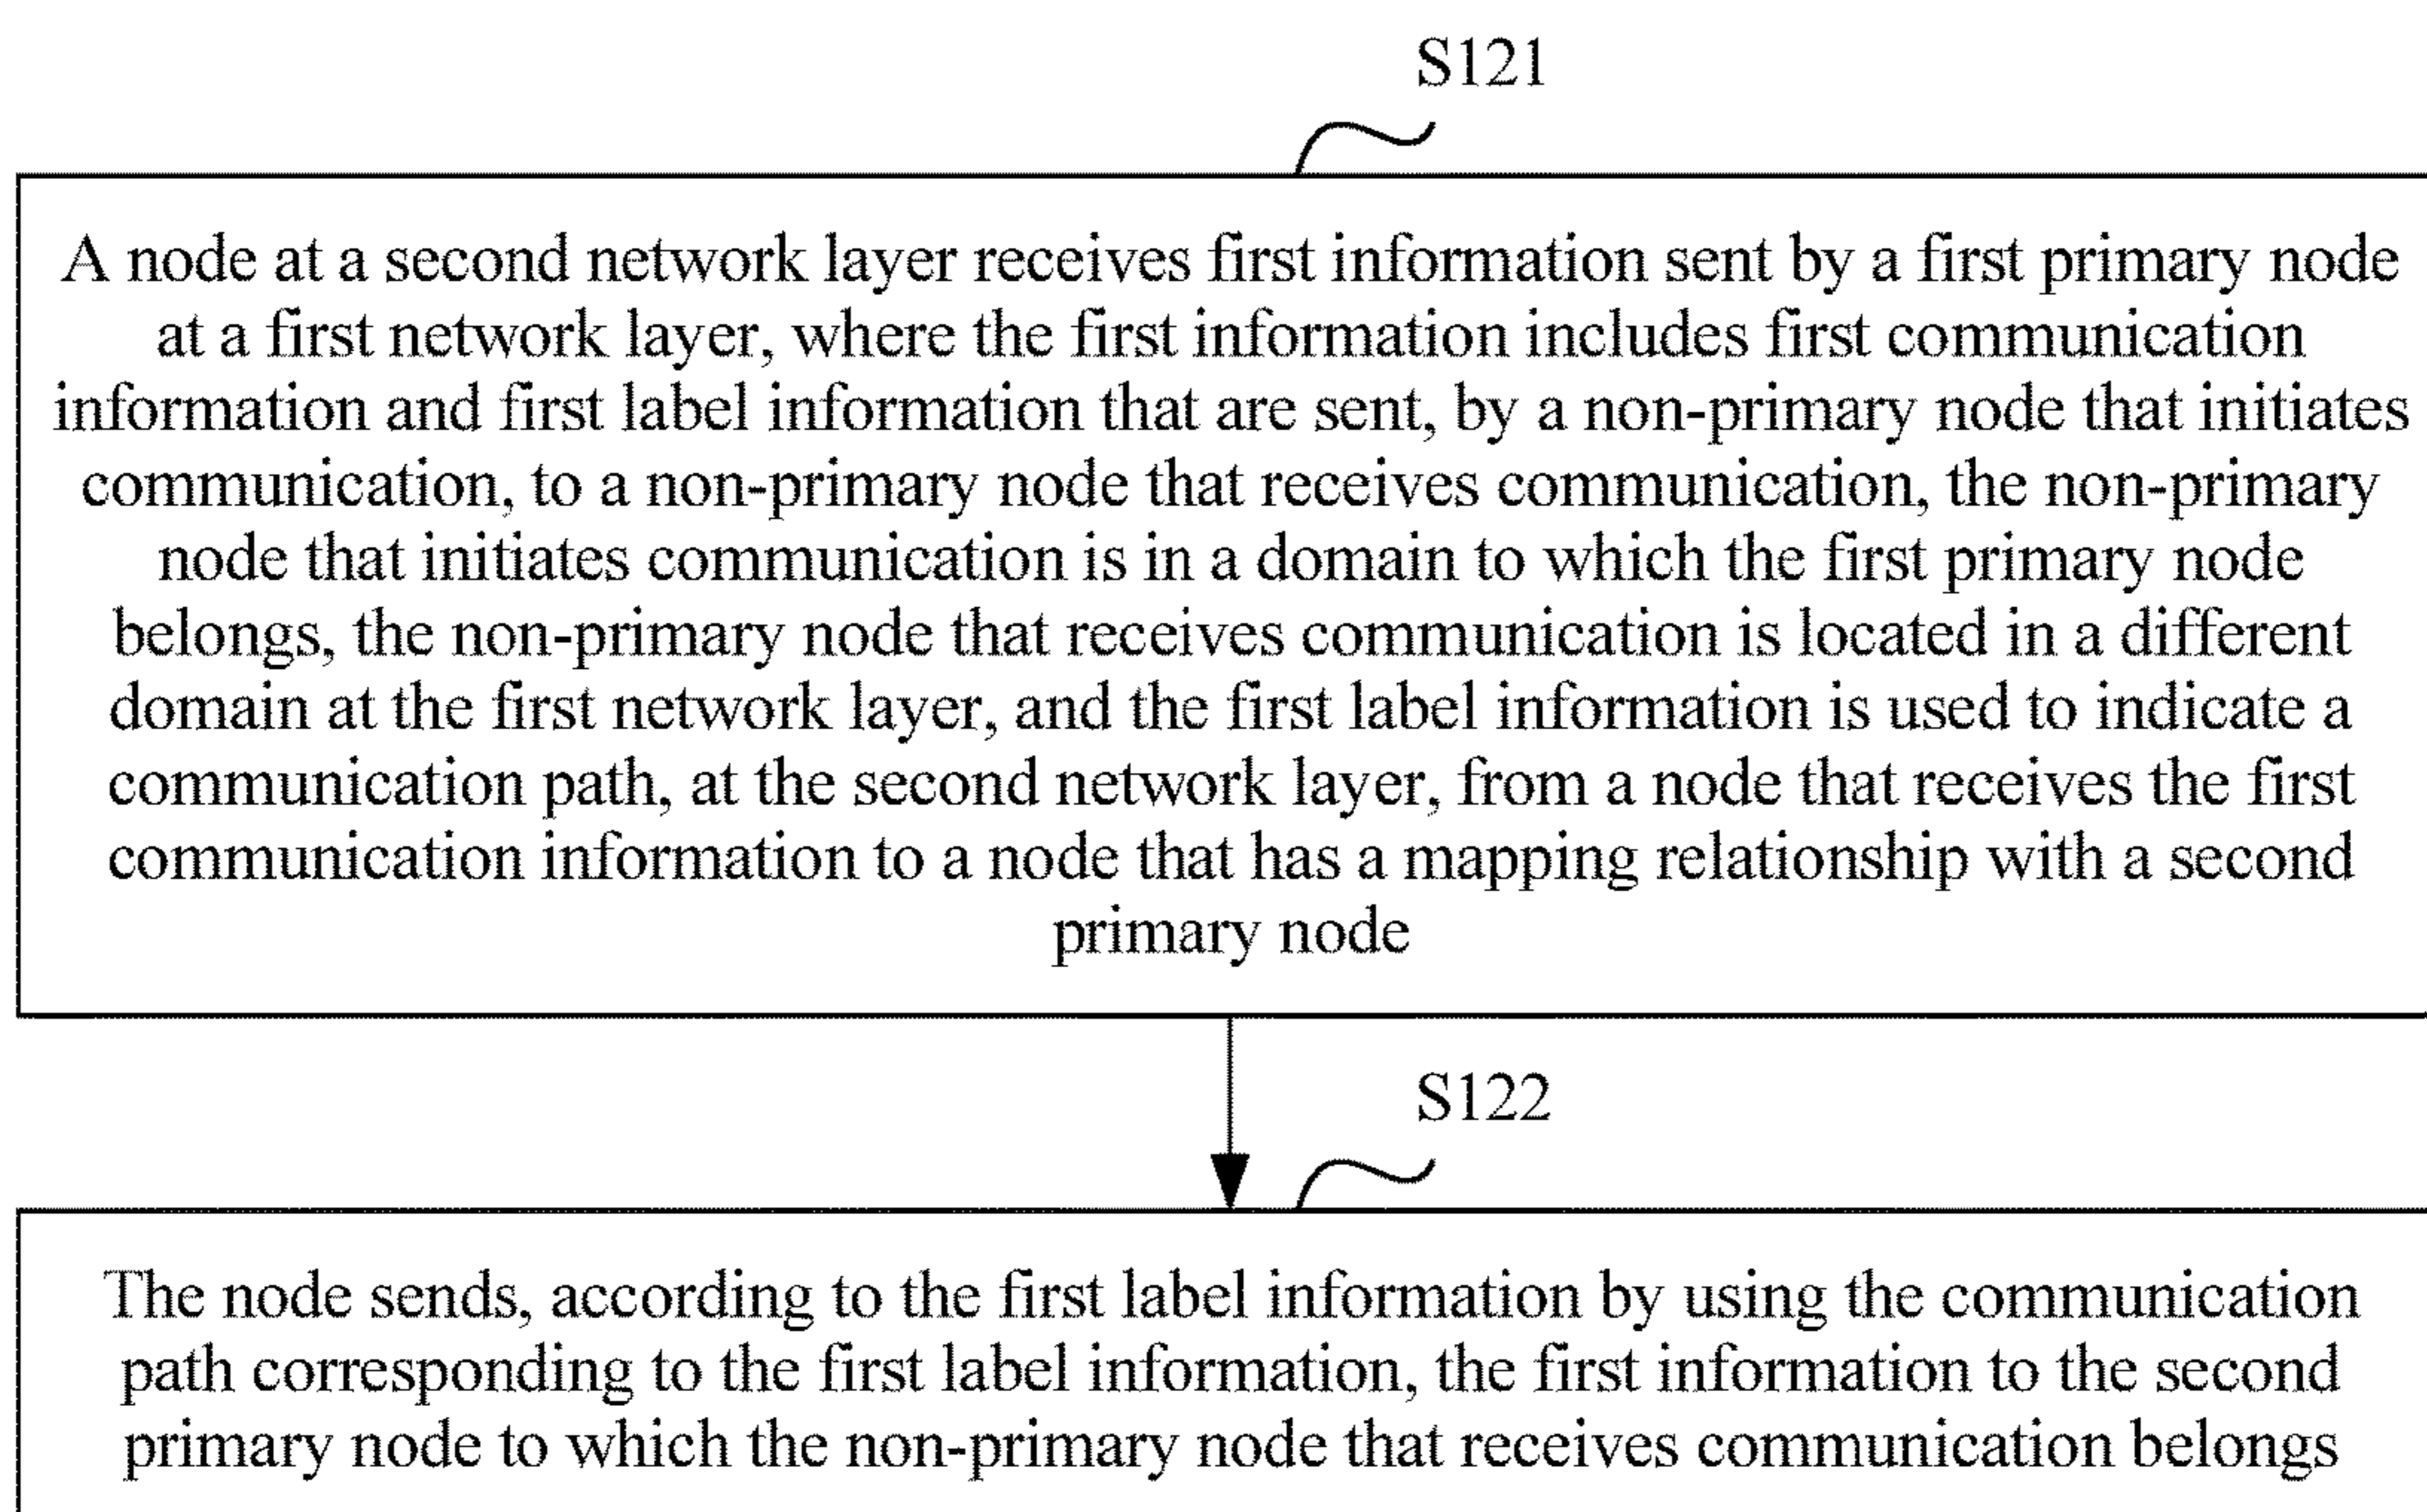 S121
A node at a second network layer receives first information sent by a first primary node
at a first network layer, where the first information includes first communication
information and first label information that are sent, by a non-primary node that initiates
communication, to a non-primary node that receives communication, the non-primary
node that initiates communication is in a domain to which the first primary node
belongs, the non-primary node that receives communication is located in a different
domain at the first network layer, and the first label information is used to indicate a
communication path, at the second network layer, from a node that receives the first
communication information to a node that has a mapping relationship with a second
primary node
S122
The node sends, according to the first label information by using the communication
path corresponding to the first label information, the first information to the second
primary node to which the non-primary node that receives communication belongs